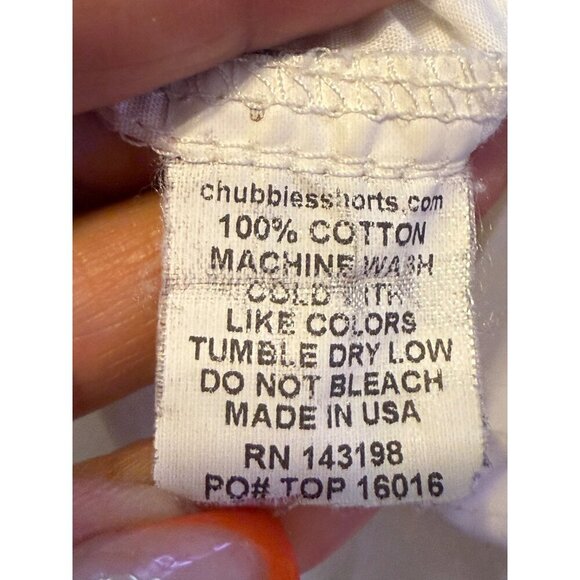 chubbiesshorts.com
100% COTTON
MACHINE WASH
COLD WITH
LIKE COLORS
TUMBLE DRY LOW
DO NOT BLEACH
MADE IN USA
RN 143198
PO# TOP 16016